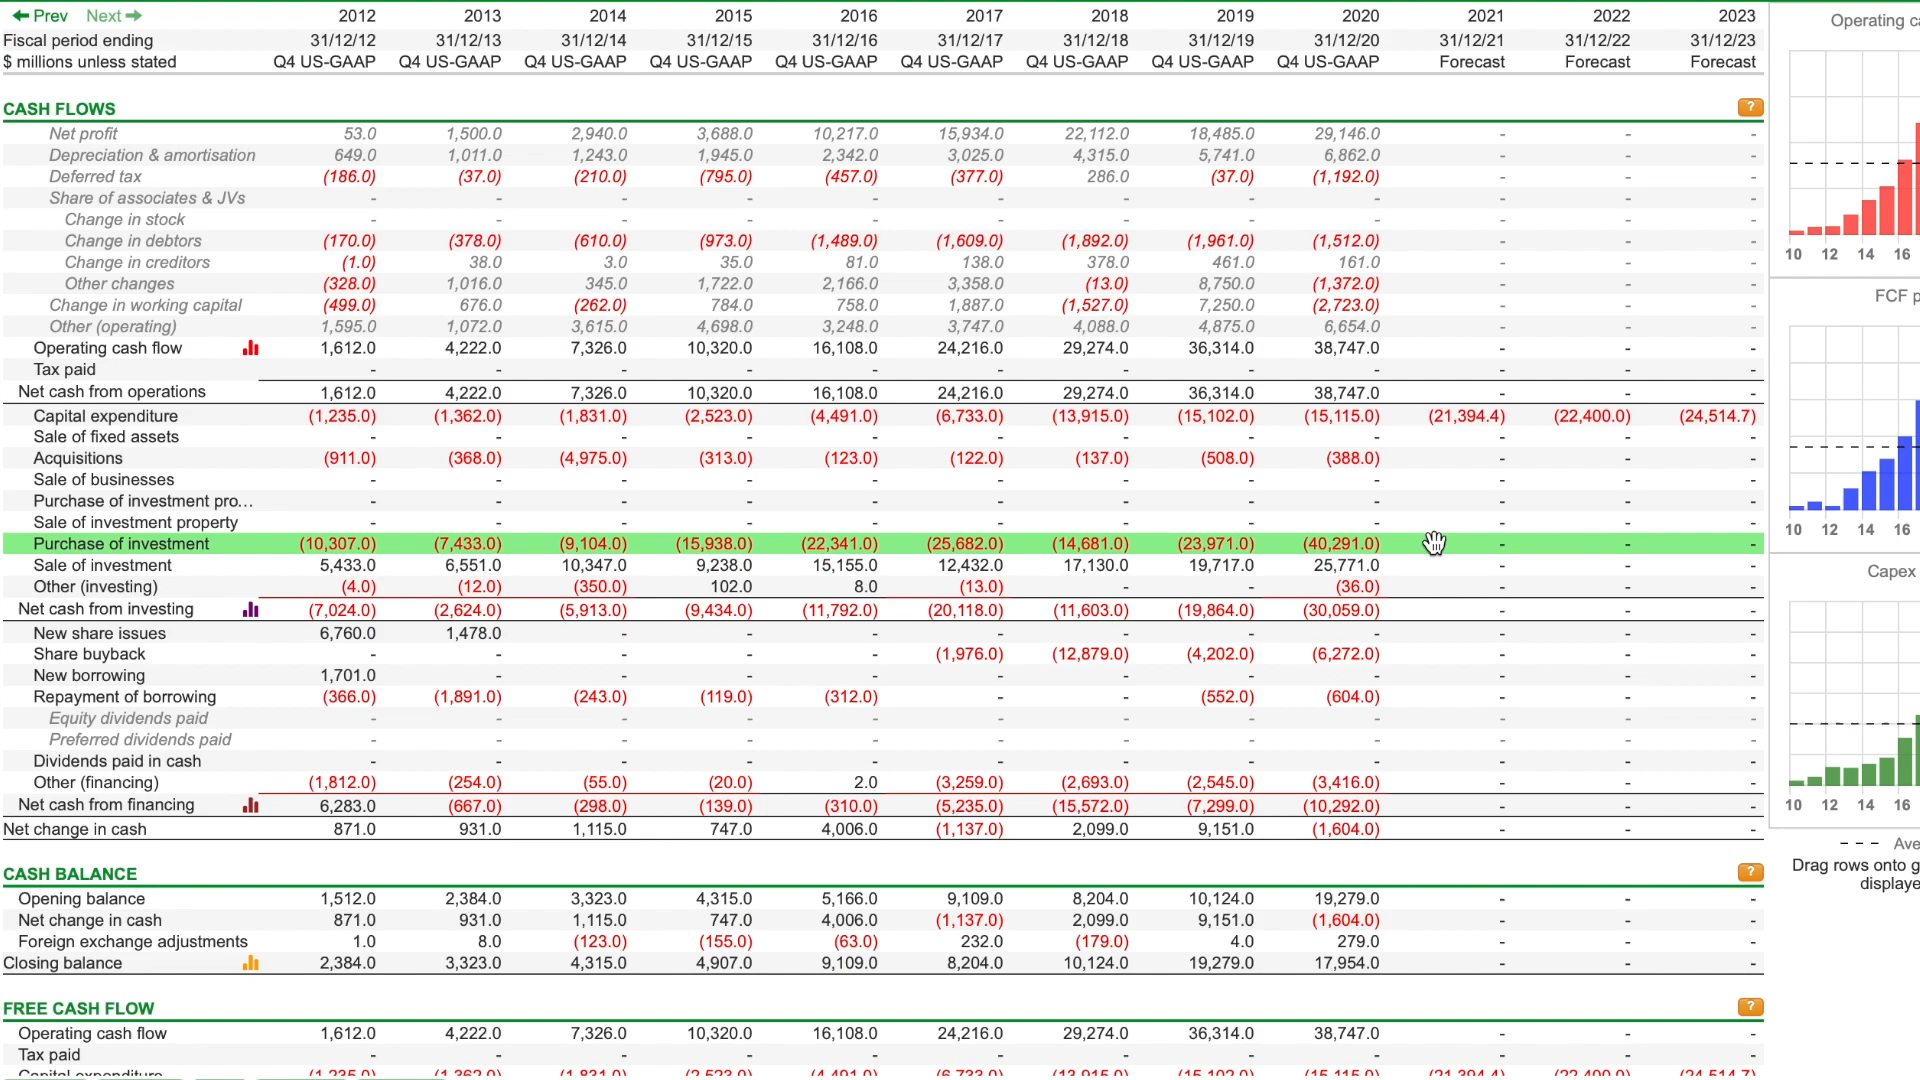 Prev Next 2012 2013 2014 2015 2016 2017 2018 2019 2020 2021 2022 2023
Fiscal period ending 31/12/12 31/12/13 31/12/14 31/12/15 31/12/16 31/12/17 31/12/18 31/12/19 31/12/20 31/12/21 31/12/22 31/12/23
$ millions unless stated Q4 US-GAAP Q4 US-GAAP Q4 US-GAAP Q4 US-GAAP Q4 US-GAAP Q4 US-GAAP Q4 US-GAAP Q4 US-GAAP Q4 US-GAAP Forecast Forecast Forecast
CASH FLOWS ?
Net profit 53.0 1,500.0 2,940.0 3,688.0 10,217.0 15,934.0 22,112.0 18,485.0 29,146.0 - - -
Depreciation & amortisation 649.0 1,011.0 1,243.0 1,945.0 2,342.0 3,025.0 4,315.0 5,741.0 6,862.0 - - -
Deferred tax (186.0) (37.0) (210.0) (795.0) (457.0) (377.0) 286.0 (37.0) (1,192.0) - - -
Share of associates & JVs - - - - - - - - - - - -
Change in stock - - - - - - - - - - - -
Change in debtors (170.0) (378.0) (610.0) (973.0) (1,489.0) (1,609.0) (1,892.0) (1,961.0) (1,512.0) - - -
Change in creditors (1.0) 38.0 3.0 35.0 81.0 138.0 378.0 461.0 161.0 - - -
Other changes (328.0) 1,016.0 345.0 1,722.0 2,166.0 3,358.0 (13.0) 8,750.0 (1,372.0) - - -
Change in working capital (499.0) 676.0 (262.0) 784.0 758.0 1,887.0 (1,527.0) 7,250.0 (2,723.0) - - -
Other (operating) 1,595.0 1,072.0 3,615.0 4,698.0 3,248.0 3,747.0 4,088.0 4,875.0 6,654.0 - - -
Operating cash flow 1,612.0 4,222.0 7,326.0 10,320.0 16,108.0 24,216.0 29,274.0 36,314.0 38,747.0 - - -
Tax paid - - - - - - - - - - - -
Net cash from operations 1,612.0 4,222.0 7,326.0 10,320.0 16,108.0 24,216.0 29,274.0 36,314.0 38,747.0 - - -
Capital expenditure (1,235.0) (1,362.0) (1,831.0) (2,523.0) (4,491.0) (6,733.0) (13,915.0) (15,102.0) (15,115.0) (21,394.4) (22,400.0) (24,514.7)
Sale of fixed assets - - - - - - - - - - - -
Acquisitions (911.0) (368.0) (4,975.0) (313.0) (123.0) (122.0) (137.0) (508.0) (388.0) - - -
Sale of businesses - - - - - - - - - - - -
Purchase of investment pro... - - - - - - - - - - - -
Sale of investment property - - - - - - - - - - - -
Purchase of investment (10,307.0) (7,433.0) (9,104.0) (15,938.0) (22,341.0) (25,682.0) (14,681.0) (23,971.0) (40,291.0) - - -
Sale of investment 5,433.0 6,551.0 10,347.0 9,238.0 15,155.0 12,432.0 17,130.0 19,717.0 25,771.0 - - -
Other (investing) (4.0) (12.0) (350.0) 102.0 8.0 (13.0) - - (36.0) - - -
Net cash from investing (7,024.0) (2,624.0) (5,913.0) (9,434.0) (11,792.0) (20,118.0) (11,603.0) (19,864.0) (30,059.0) - - -
New share issues 6,760.0 1,478.0 - - - - - - - - - -
Share buyback - - - - - (1,976.0) (12,879.0) (4,202.0) (6,272.0) - - -
New borrowing 1,701.0 - - - - - - - - - - -
Repayment of borrowing (366.0) (1,891.0) (243.0) (119.0) (312.0) - - (552.0) (604.0) - - -
Equity dividends paid - - - - - - - - - - - -
Preferred dividends paid - - - - - - - - - - - -
Dividends paid in cash - - - - - - - - - - - -
Other (financing) (1,812.0) (254.0) (55.0) (20.0) 2.0 (3,259.0) (2,693.0) (2,545.0) (3,416.0) - - -
Net cash from financing 6,283.0 (667.0) (298.0) (139.0) (310.0) (5,235.0) (15,572.0) (7,299.0) (10,292.0) - - -
Net change in cash 871.0 931.0 1,115.0 747.0 4,006.0 (1,137.0) 2,099.0 9,151.0 (1,604.0) - - -
CASH BALANCE ?
Opening balance 1,512.0 2,384.0 3,323.0 4,315.0 5,166.0 9,109.0 8,204.0 10,124.0 19,279.0 - - -
Net change in cash 871.0 931.0 1,115.0 747.0 4,006.0 (1,137.0) 2,099.0 9,151.0 (1,604.0) - - -
Foreign exchange adjustments 1.0 8.0 (123.0) (155.0) (63.0) 232.0 (179.0) 4.0 279.0 - - -
Closing balance 2,384.0 3,323.0 4,315.0 4,907.0 9,109.0 8,204.0 10,124.0 19,279.0 17,954.0 - - -
FREE CASH FLOW ?
Operating cash flow 1,612.0 4,222.0 7,326.0 10,320.0 16,108.0 24,216.0 29,274.0 36,314.0 38,747.0 - - -
Tax paid - - - - - - - - - - - -
Capital expenditure (1,235.0) (1,362.0) (1,831.0) (2,523.0) (4,491.0) (6,733.0) (13,915.0) (15,102.0) (15,115.0) (21,394.4) (22,400.0) (24,514.7)
Operating ca
10 12 14 16
FCF p
10 12 14 16
Capex
10 12 14 16
Ave
Drag rows onto g
displaye